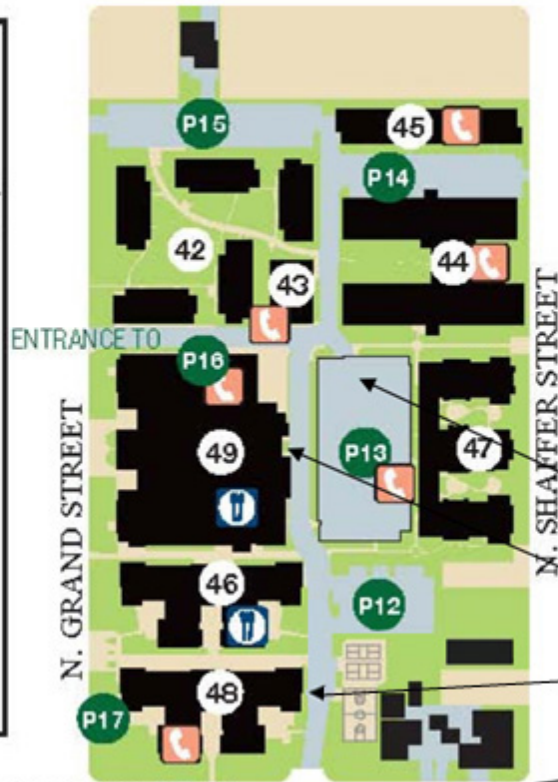 P15
45
P14
42
44
43
ENTRANCE TO
P16
N. GRAND STREET
N. SHAFFER STREET
49
P13
47
46
P12
48
P17